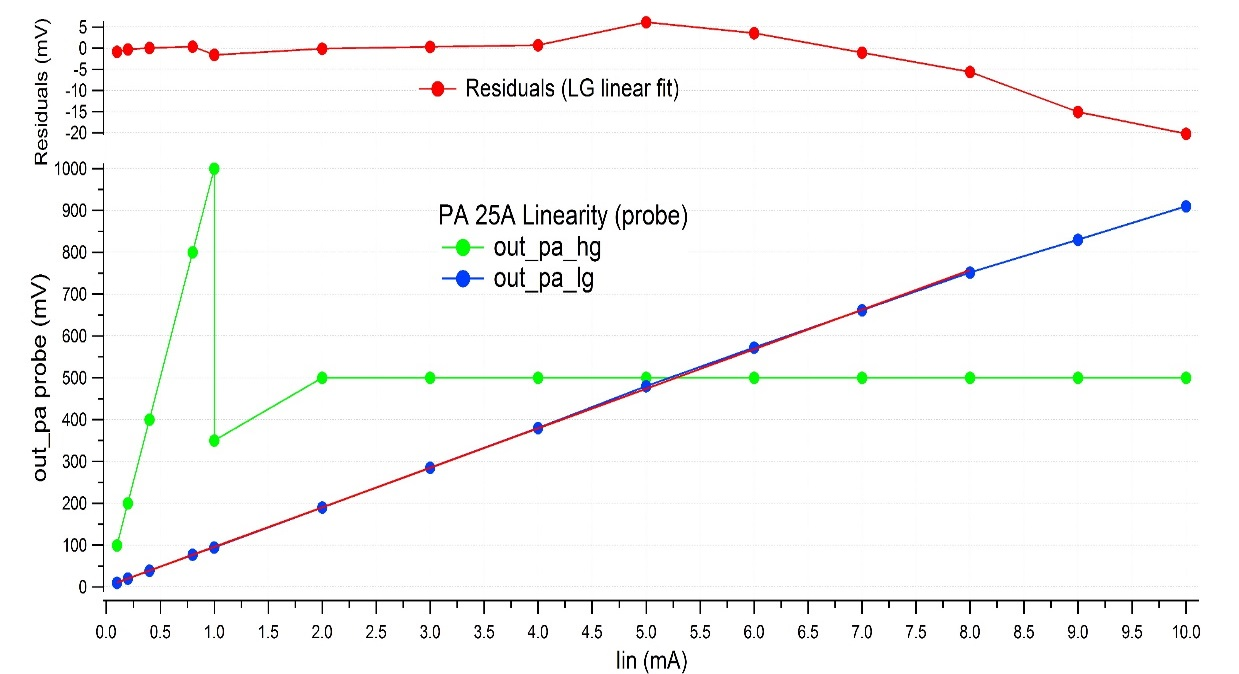 Residuals (mV)
5
0
-5
-10
-15
-20
Residuals (LG linear fit)
out_pa probe (mV)
1000
900
800
700
600
500
400
300
200
100
0
PA 25A Linearity (probe)
out_pa_hg
out_pa_lg
0.0 0.5 1.0 1.5 2.0 2.5 3.0 3.5 4.0 4.5 5.0 5.5 6.0 6.5 7.0 7.5 8.0 8.5 9.0 9.5 10.0
Iin (mA)